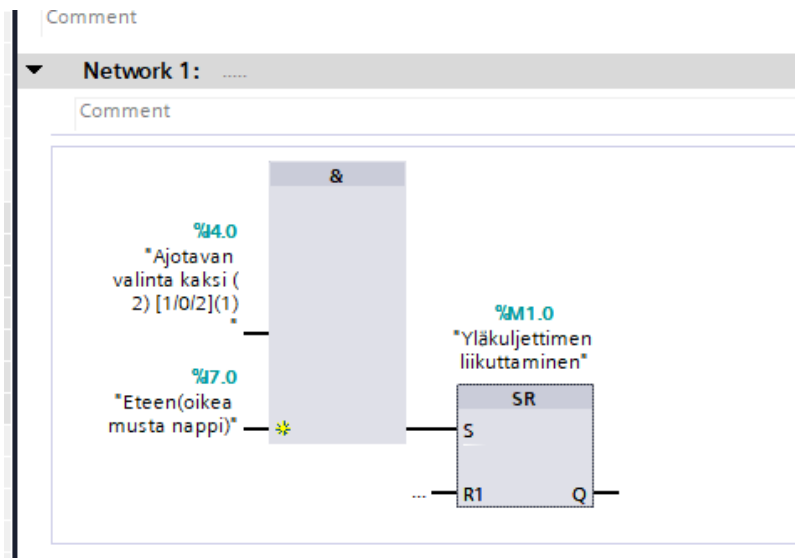 Comment
Network 1: .....
Comment
&
%I4.0
"Ajotavan
valinta kaksi (
2) [1/0/2](1)
"
%I7.0
"Eteen(oikea
musta nappi)"
%M1.0
"Yläkuljettimen
liikuttaminen"
SR
S
... R1 Q